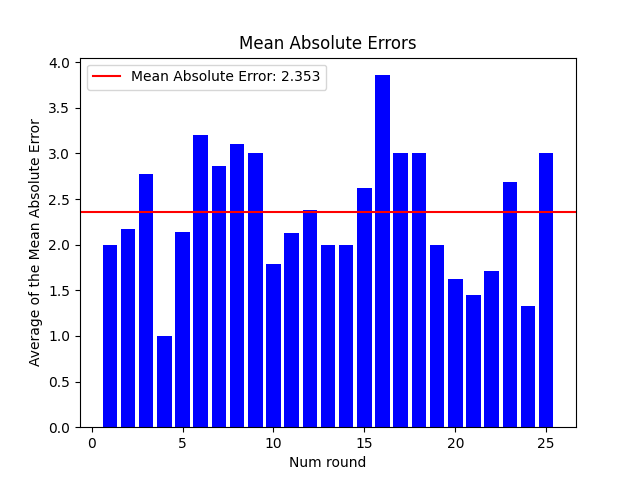 Mean Absolute Errors
Mean Absolute Error: 2.353
Average of the Mean Absolute Error
4.0
3.5
3.0
2.5
2.0
1.5
1.0
0.5
0.0
0 5 10 15 20 25
Num round